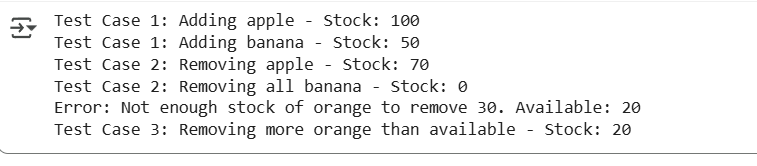 Test Case 1: Adding apple - Stock: 100
Test Case 1: Adding banana - Stock: 50
Test Case 2: Removing apple - Stock: 70
Test Case 2: Removing all banana - Stock: 0
Error: Not enough stock of orange to remove 30. Available: 20
Test Case 3: Removing more orange than available - Stock: 20